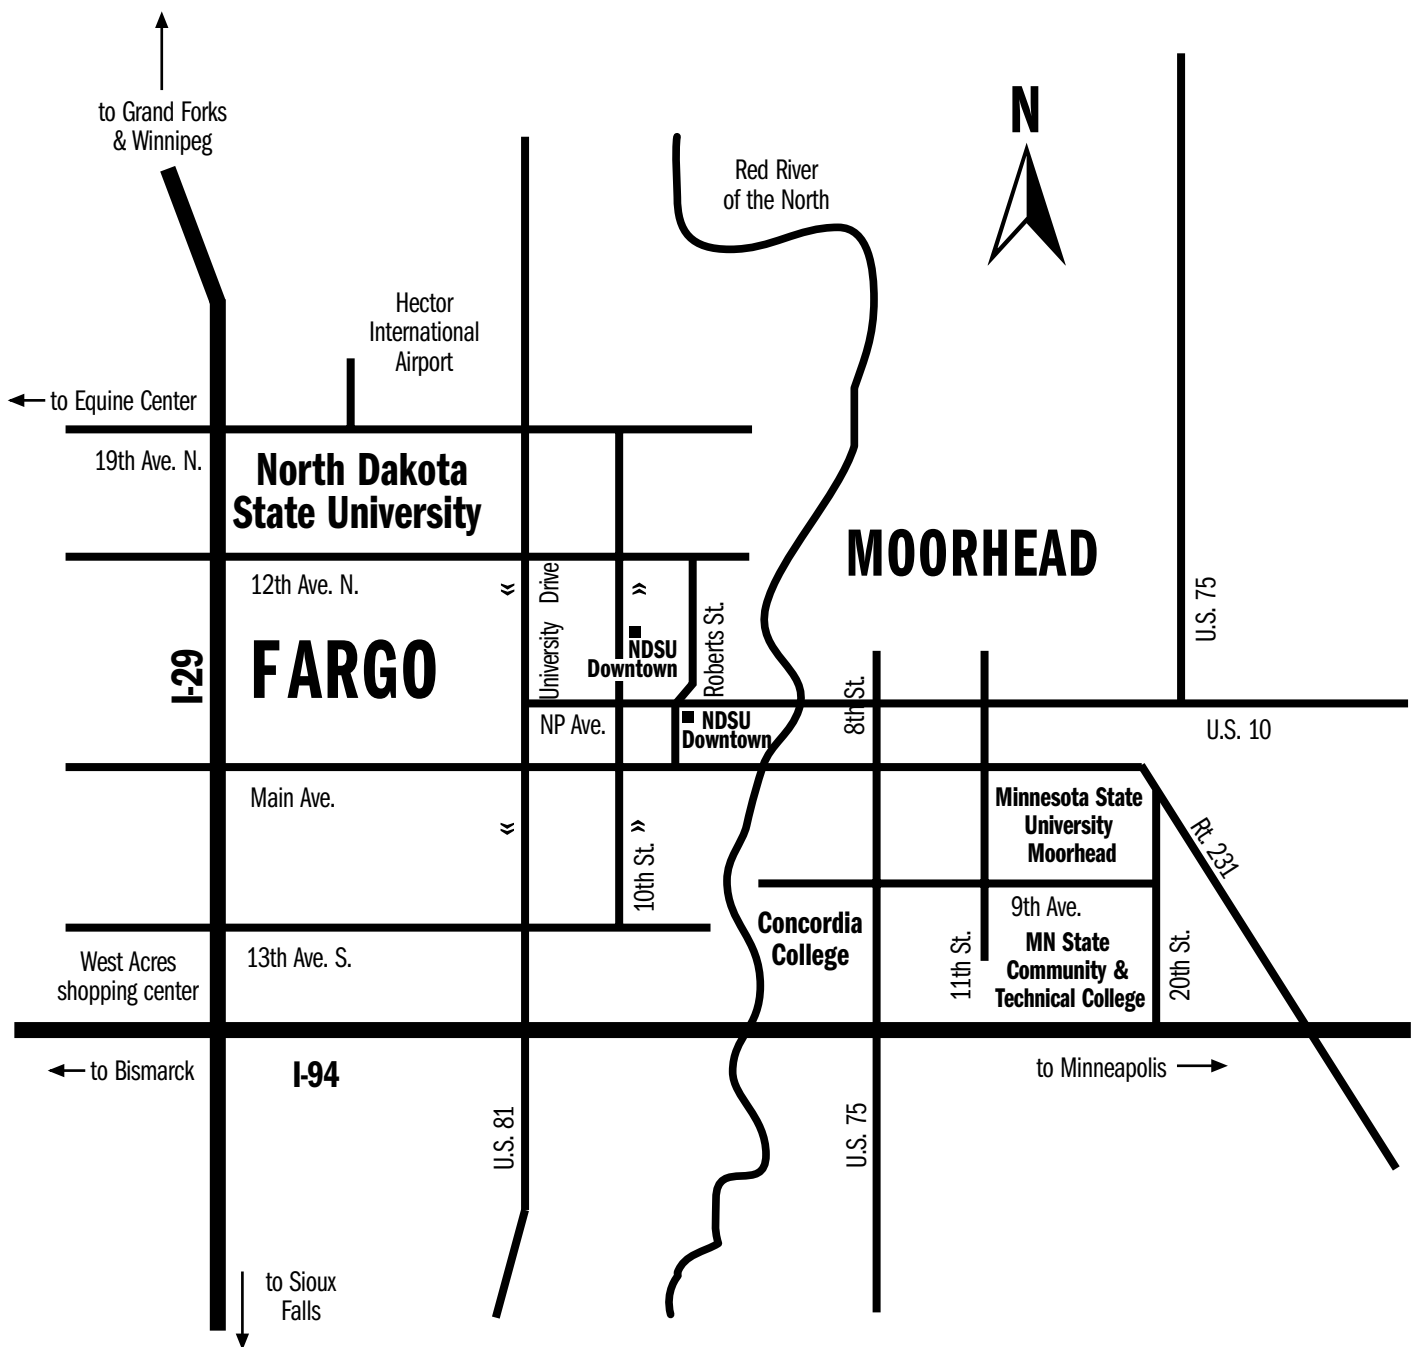 to Grand Forks
& Winnipeg
N
Red River
of the North
Hector
International
Airport
to Equine Center
19th Ave. N.
North Dakota
State University
MOORHEAD
12th Ave. N.
University Drive
U.S. 75
I-29
FARGO
NDSU
Downtown
Roberts St.
8th St.
NP Ave.
NDSU
Downtown
U.S. 10
Main Ave.
Minnesota State
University
Moorhead
Rt. 231
10th St.
9th Ave.
Concordia
College
MN State
Community &
Technical College
11th St.
20th St.
13th Ave. S.
West Acres
shopping center
to Bismarck
I-94
to Minneapolis
U.S. 81
U.S. 75
to Sioux
Falls